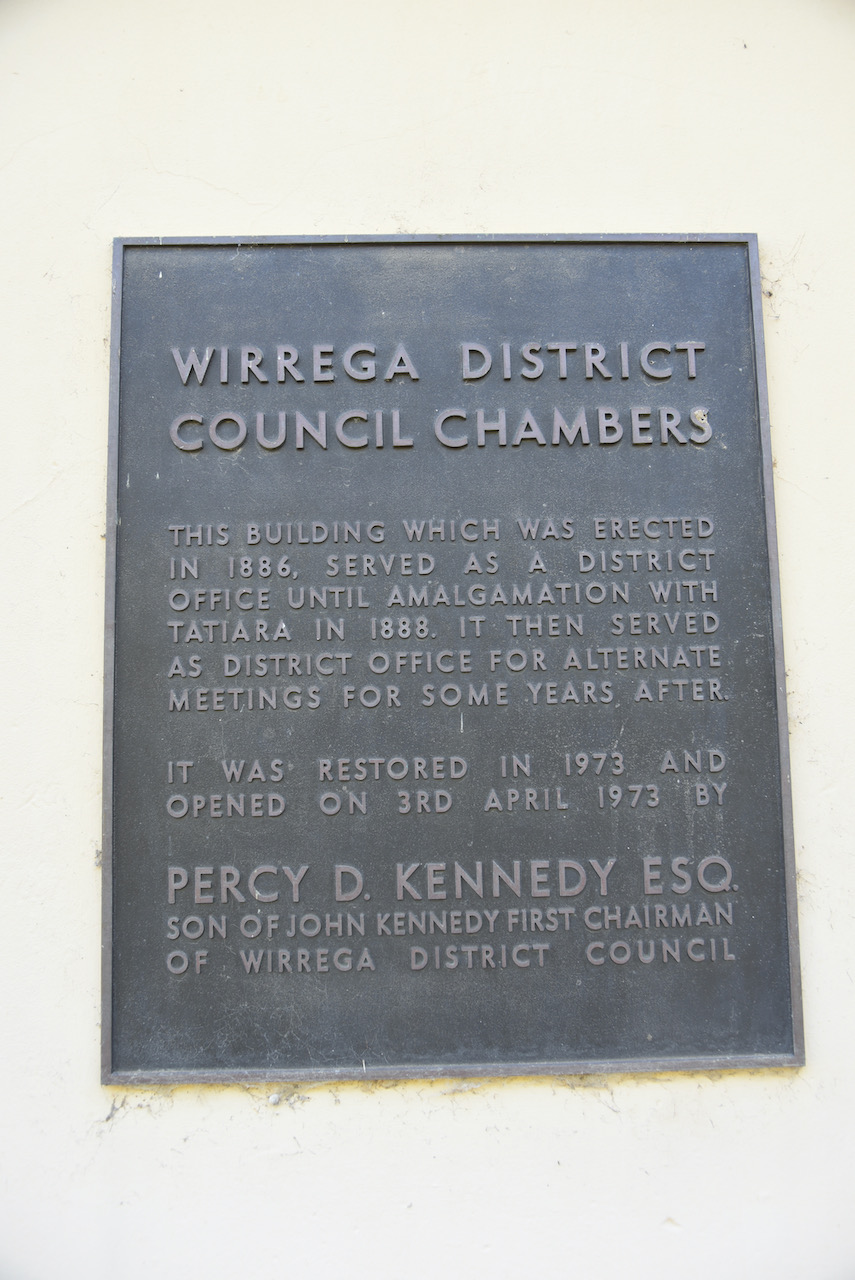 WIRREGA DISTRICT
COUNCIL CHAMBERS
THIS BUILDING WHICH WAS ERECTED
IN 1886, SERVED AS A DISTRICT
OFFICE UNTIL AMALGAMATION WITH
TATIARA IN 1888. IT THEN SERVED
AS DISTRICT OFFICE FOR ALTERNATE
MEETINGS FOR SOME YEARS AFTER.
IT WAS RESTORED IN 1973 AND
OPENED ON 3RD APRIL 1973 BY
PERCY D. KENNEDY ESQ.
SON OF JOHN KENNEDY FIRST CHAIRMAN
OF WIRREGA DISTRICT COUNCIL